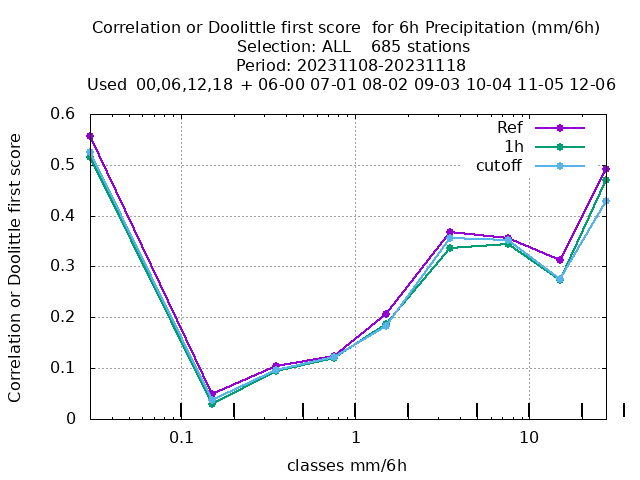 Correlation or Doolittle first score  for 6h Precipitation (mm/6h)
Selection: ALL    685 stations
Period: 20231108-20231118
Used  00,06,12,18  + 06-00 07-01 08-02 09-03 10-04 11-05 12-06
Ref
1h
cutoff
Correlation or Doolittle first score
0.6
0.5
0.4
0.3
0.2
0.1
0
0.1
1
10
classes mm/6h